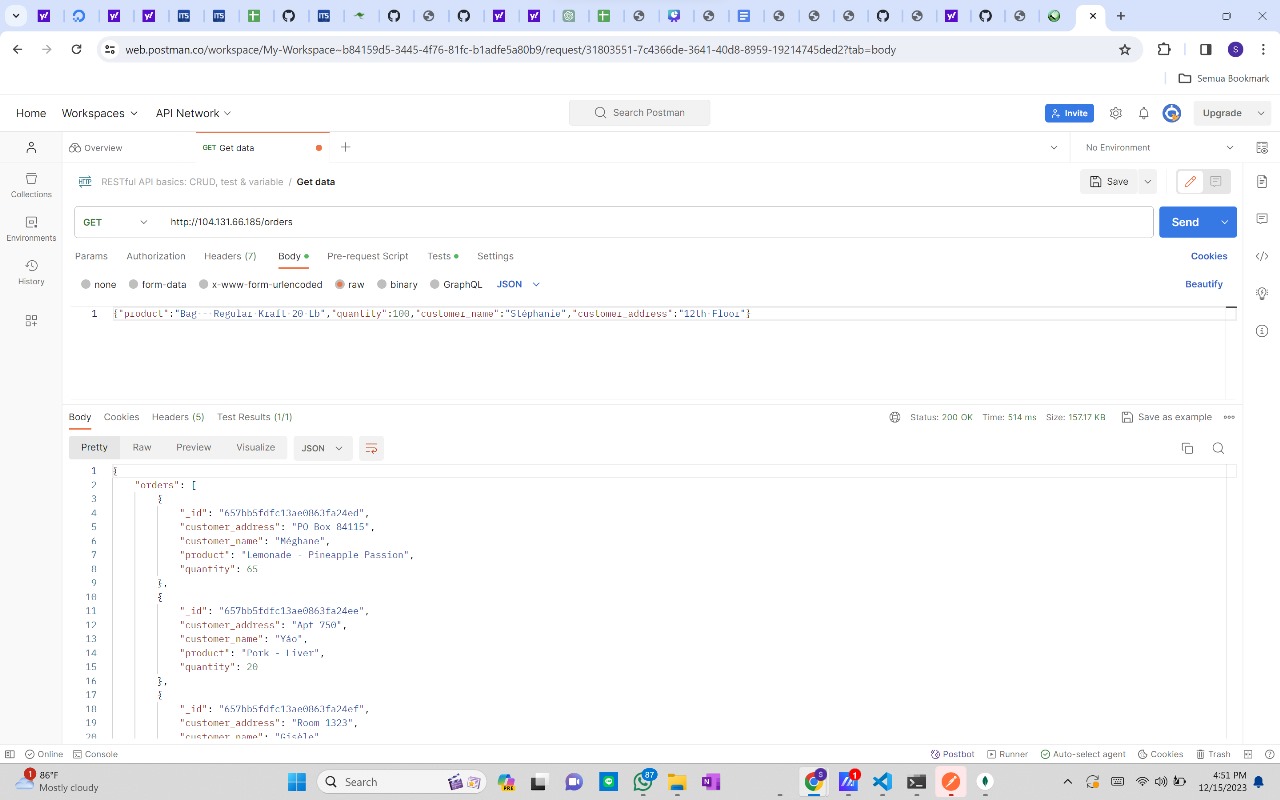 web.postman.co/workspace/My-Workspace~b84159d5-3445-4f76-81fc-b1adfe5a80b9/request/31803551-7c4366de-3641-40d8-8959-19214745ded2?tab=body
S
Semua Bookmark
Home Workspaces API Network Search Postman Invite Upgrade
Overview GET Get data No Environment
HTTP RESTful API basics: CRUD, test & variable / Get data Save
Collections
Environments
History
GET http://104.131.66.185/orders Send
Params Authorization Headers (7) Body Pre-request Script Tests Settings Cookies
none form-data x-www-form-urlencoded raw binary GraphQL JSON Beautify
1 {"product":"Bag - Regular Kraft 20 Lb","quantity":100,"customer_name":"Stéphanie","customer_address":"12th Floor"}
Body Cookies Headers (5) Test Results (1/1) Status: 200 OK Time: 514 ms Size: 157.17 KB Save as example
Pretty Raw Preview Visualize JSON
1 {
2 "orders": [
3 {
4 "_id": "657bb5fdfc13ae0863fa24ed",
5 "customer_address": "PO Box 84115",
6 "customer_name": "Méghane",
7 "product": "Lemonade - Pineapple Passion",
8 "quantity": 65
9 },
10 {
11 "_id": "657bb5fdfc13ae0863fa24ee",
12 "customer_address": "Apt 750",
13 "customer_name": "Yáo",
14 "product": "Pork - Liver",
15 "quantity": 20
16 },
17 {
18 "_id": "657bb5fdfc13ae0863fa24ef",
19 "customer_address": "Room 1323",
20 "customer_name": "Gisèle"
Online Console Postbot Runner Auto-select agent Cookies Trash
1 86°F
Mostly cloudy
Search PRE 87 S 1
4:51 PM
12/15/2023